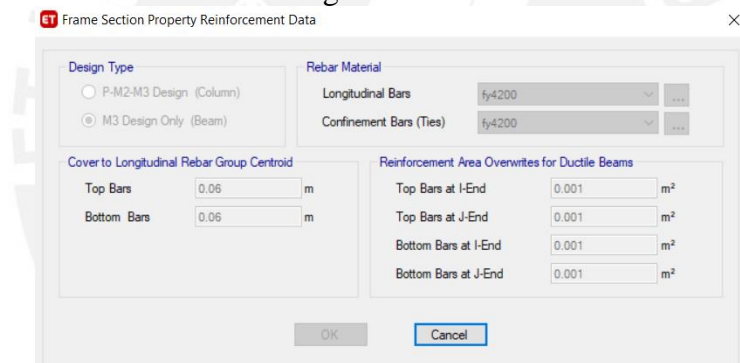 ET Frame Section Property Reinforcement Data
Design Type
P-M2-M3 Design (Column)
M3 Design Only (Beam)
Rebar Material
Longitudinal Bars fy4200 ...
Confinement Bars (Ties) fy4200 ...
Cover to Longitudinal Rebar Group Centroid
Top Bars 0.06 m
Bottom Bars 0.06 m
Reinforcement Area Overwrites for Ductile Beams
Top Bars at I-End 0.001 m²
Top Bars at J-End 0.001 m²
Bottom Bars at I-End 0.001 m²
Bottom Bars at J-End 0.001 m²
OK Cancel